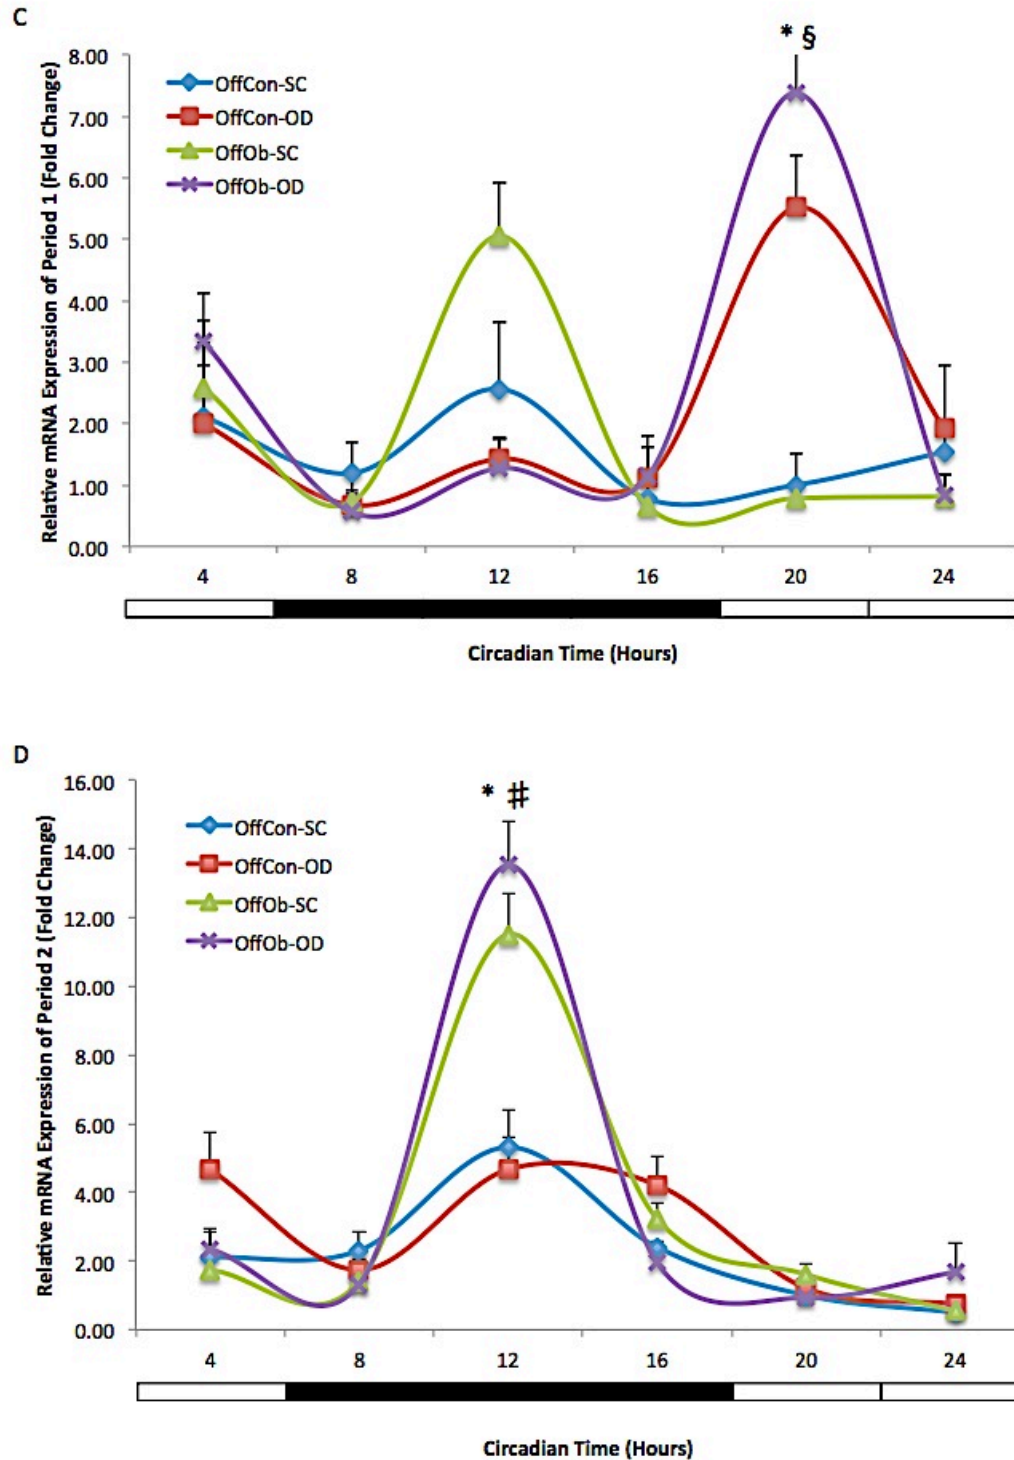 C
* §
Relative mRNA Expression of Period 1 (Fold Change)
8.00
7.00
6.00
5.00
4.00
3.00
2.00
1.00
0.00
OffCon-SC
OffCon-OD
OffOb-SC
OffOb-OD
4 8 12 16 20 24
Circadian Time (Hours)
D
* #
Relative mRNA Expression of Period 2 (Fold Change)
16.00
14.00
12.00
10.00
8.00
6.00
4.00
2.00
0.00
OffCon-SC
OffCon-OD
OffOb-SC
OffOb-OD
4 8 12 16 20 24
Circadian Time (Hours)